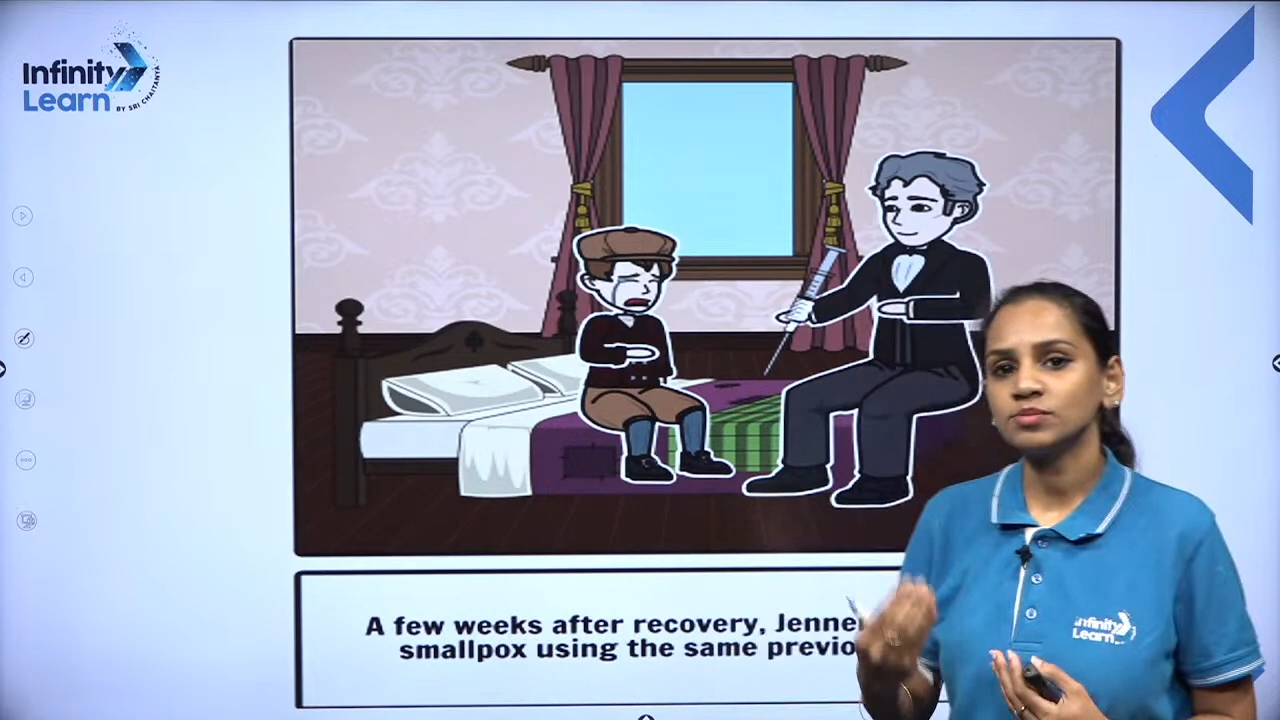 Infinity
Learn
BY SRI CHAITANYA
A few weeks after recovery,
smallpox using the same
Infinity
Learn